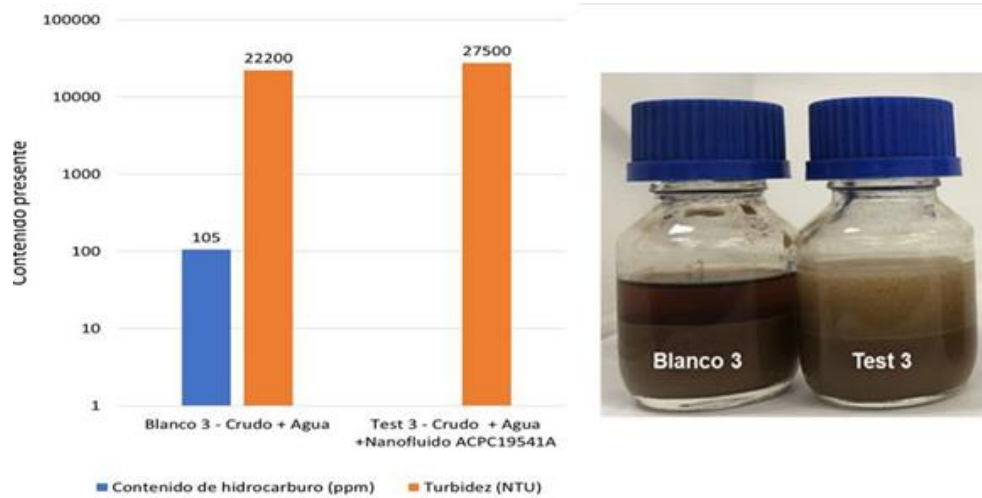 100000
10000
1000
100
10
1
Contenido presente
22200
27500
105
Blanco 3 - Crudo + Agua
Test 3 - Crudo + Agua
+Nanofluido ACPC19541A
Contenido de hidrocarburo (ppm)
Turbidez (NTU)
Blanco 3
Test 3